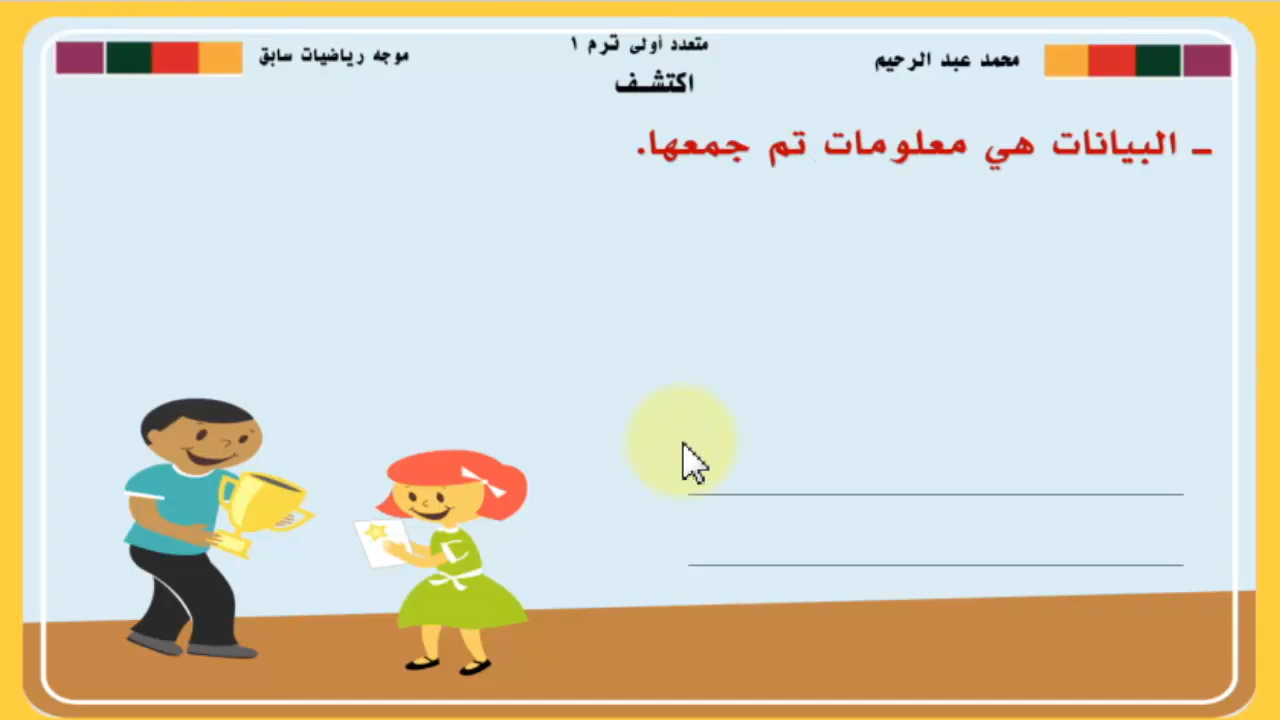 محمد عبد الرحيم
متعدد أولى ترم ١
موجه رياضيات سابق
اكتشف
- البيانات هي معلومات تم جمعها.